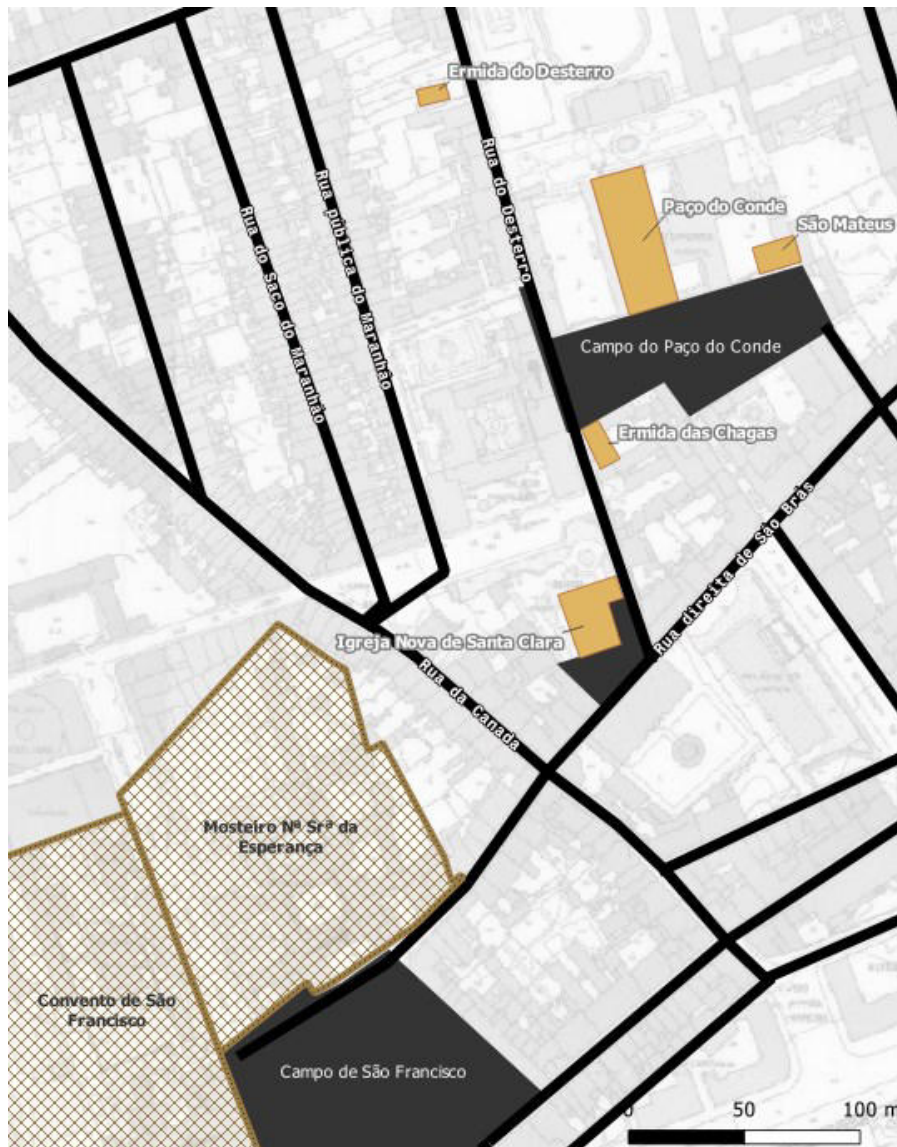 Ermida do Desterro
Rua do Desterro
Paço do Conde
São Mateus
Rua pública do Maranhão
Rua do Saco do Maranhão
Campo do Paço do Conde
Ermida das Chagas
Rua direita de São Brás
Igreja Nova de Santa Clara
Rua da Canada
Mosteiro Nª Srª da
Esperança
Convento de São
Francisco
Campo de São Francisco
0 50 100 m